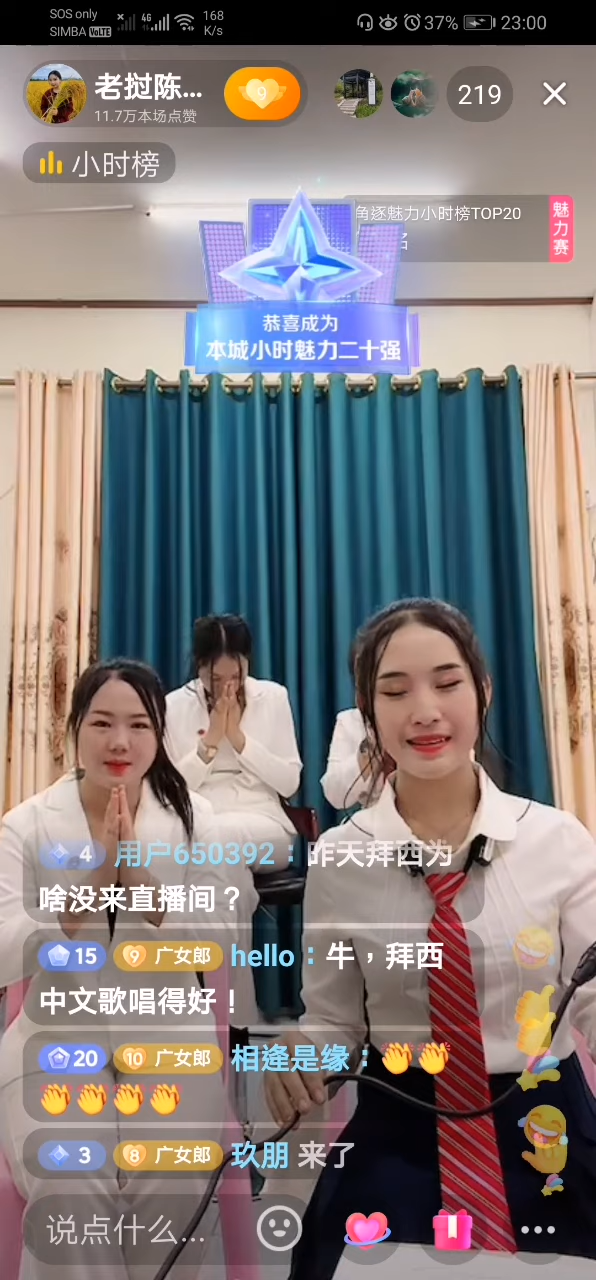 SOS only
SIMBA VoLTE
4G
168
K/s
37%
23:00
老挝陈...
11.7万本场点赞
9
219
小时榜
角逐魅力小时榜TOP20
名
魅力赛
恭喜成为
本城小时魅力二十强
4 用户650392：昨天拜西为
啥没来直播间？
15 9 广女郎 hello：牛，拜西
中文歌唱得好！
20 10 广女郎 相逢是缘：👏👏
👏👏👏👏
3 8 广女郎 玖朋 来了
说点什么...